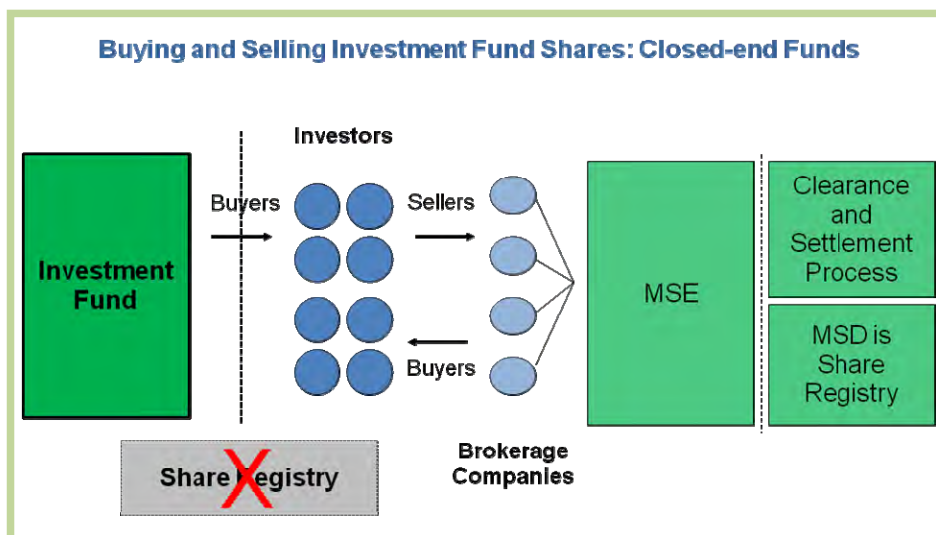 Buying and Selling Investment Fund Shares: Closed-end Funds
Investors
Buyers
Sellers
Investment
Fund
MSE
Clearance
and
Settlement
Process
Buyers
MSD is
Share
Registry
Share Registry
Brokerage
Companies